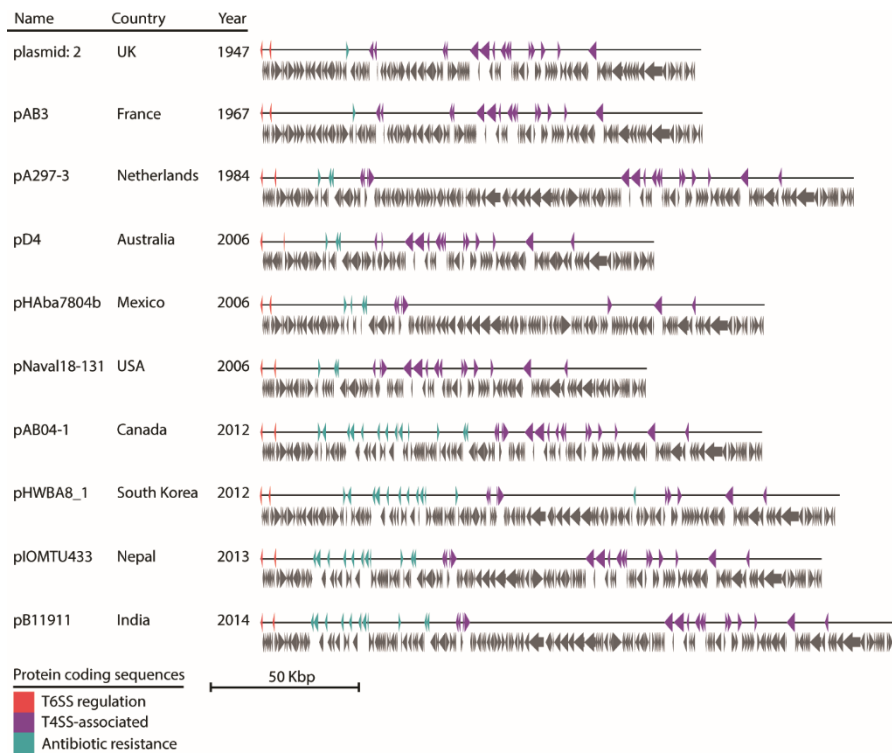 Name Country Year
plasmid: 2 UK 1947
pAB3 France 1967
pA297-3 Netherlands 1984
pD4 Australia 2006
pHAba7804b Mexico 2006
pNaval18-131 USA 2006
pAB04-1 Canada 2012
pHWBA8_1 South Korea 2012
pIOMTU433 Nepal 2013
pB11911 India 2014
Protein coding sequences
50 Kbp
T6SS regulation
T4SS-associated
Antibiotic resistance